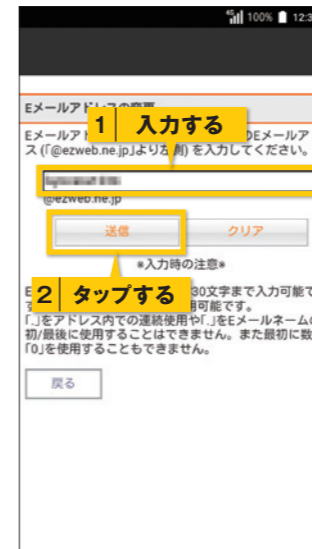 4G 100% 12:3
Eメールアドレスの変更
1 入力する
Eメールア のEメールア
ス (｢@ezweb.ne.jp｣より左側) を入力してください。
@ezweb.ne.jp
送信 クリア
※入力時の注意※
2 タップする
30文字まで入力可能で
用可能です。
｢.｣をアドレス内での連続使用や｢.｣をEメールネームの
初/最後に使用することはできません。また最初に数
｢0｣を使用することもできません。
戻る